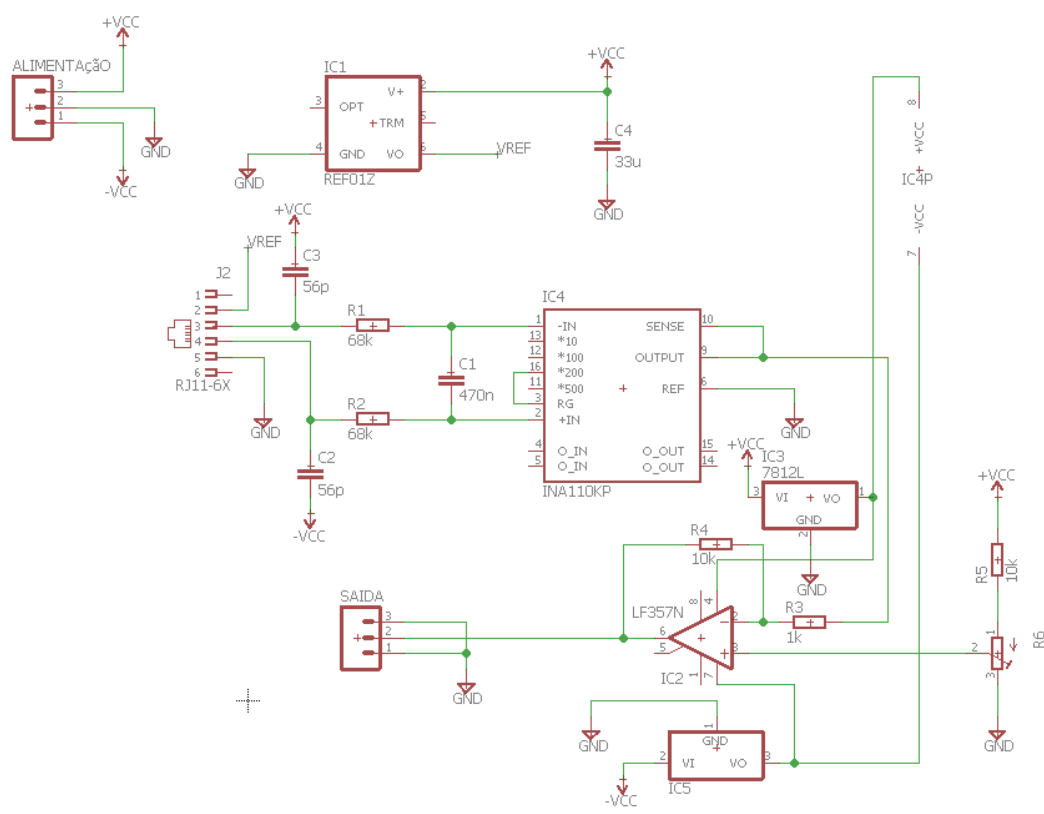 +VCC
ALIMENTAçãO
3
2
1
GND
-VCC
IC1
V+
2
3
OPT
TRM
5
4
GND
VO
6
REF01Z
GND
VREF
+VCC
C4
33u
GND
8
+VCC
IC4P
-VCC
7
+VCC
VREF
C3
56p
J2
1
2
3
4
5
6
RJ11-6X
GND
R1
68k
C1
470n
R2
68k
C2
56p
-VCC
IC4
1
-IN
SENSE
10
13
*10
12
*100
OUTPUT
9
16
*200
11
*500
REF
6
3
RG
2
+IN
4
O_IN
O_OUT
15
5
O_IN
O_OUT
14
INA110KP
GND
+VCC
IC3
7812L
3
VI
VO
1
GND
2
GND
R4
10k
R3
1k
LF357N
8
4
2
3
6
5
1
7
IC2
SAIDA
3
2
1
GND
+VCC
R5
10k
1
2
3
R6
GND
GND
1
GND
2
VI
VO
3
IC5
-VCC